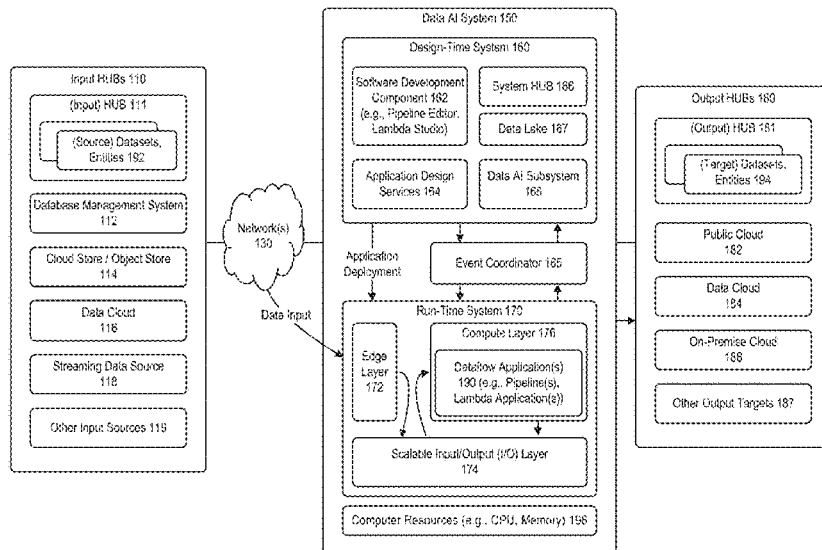 Input HUBs 110
(Input) HUB 111
(Source) Datasets,
Entities 192
Database Management System
112
Cloud Store / Object Store
114
Data Cloud
116
Streaming Data Source
118
Other Input Sources 119
Network(s)
130
Data Input
Data AI System 150
Design-Time System 160
Software Development
Component 162
(e.g., Pipeline Editor,
Lambda Studio)
System HUB 166
Data Lake 167
Application Design
Services 164
Data AI Subsystem
168
Application
Deployment
Event Coordinator 165
Run-Time System 170
Edge
Layer
172
Compute Layer 176
Dataflow Application(s)
190 (e.g., Pipeline(s),
Lambda Application(s))
Scalable Input/Output (I/O) Layer
174
Computer Resources (e.g., CPU, Memory) 196
Output HUBs 180
(Output) HUB 181
(Target) Datasets,
Entities 194
Public Cloud
182
Data Cloud
184
On-Premise Cloud
186
Other Output Targets 187